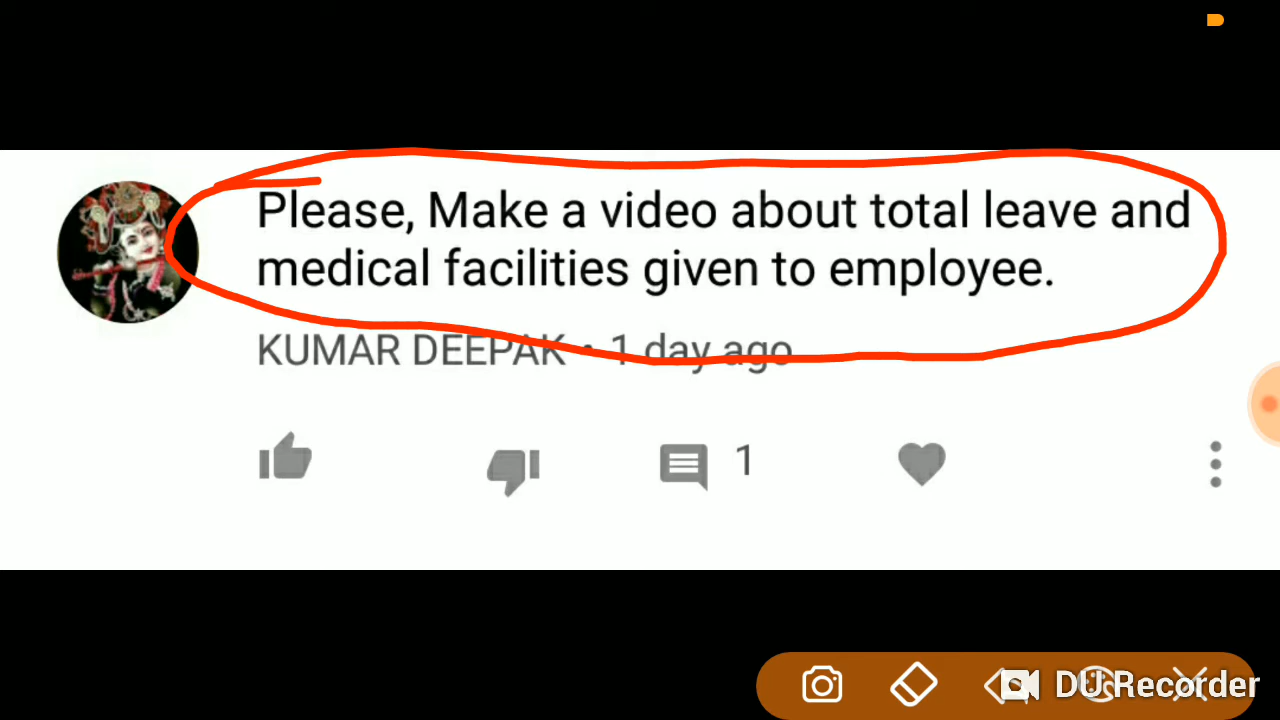 Please, Make a video about total leave and
medical facilities given to employee.
KUMAR DEEPAK • 1 day ago
1
DU Recorder